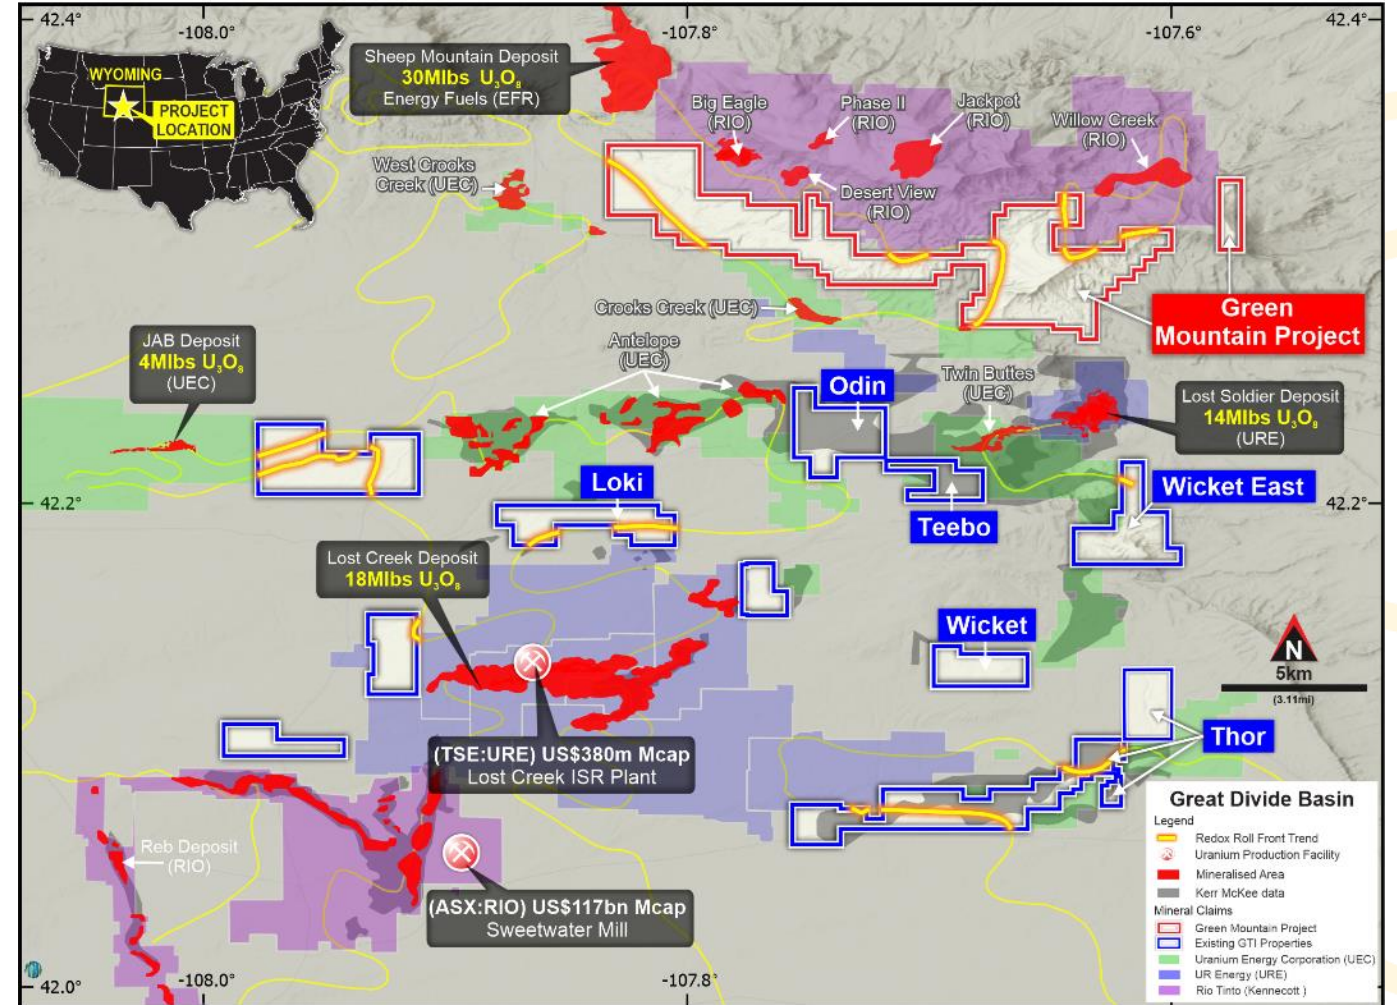 42.4°
-108.0°
-107.8°
-107.6°
42.4°
WYOMING
PROJECT
LOCATION
Sheep Mountain Deposit
30Mlbs U₃O₈
Energy Fuels (EFR)
Big Eagle
(RIO)
Phase II
(RIO)
Jackpot
(RIO)
Willow Creek
(RIO)
West Crooks
Creek (UEC)
Desert View
(RIO)
Crooks Creek (UEC)
Green
Mountain Project
JAB Deposit
4Mlbs U₃O₈
(UEC)
Antelope
(UEC)
Odin
Twin Buttes
(UEC)
Lost Soldier Deposit
14Mlbs U₃O₈
(URE)
42.2°
Loki
Teebo
Wicket East
42.2°
Lost Creek Deposit
18Mlbs U₃O₈
Wicket
N
5km
(3.11mi)
(TSE:URE) US$380m Mcap
Lost Creek ISR Plant
Thor
Reb Deposit
(RIO)
(ASX:RIO) US$117bn Mcap
Sweetwater Mill
Great Divide Basin
Legend
Redox Roll Front Trend
Uranium Production Facility
Mineralised Area
Kerr McKee data
Mineral Claims
Green Mountain Project
Existing GTI Properties
Uranium Energy Corporation (UEC)
UR Energy (URE)
Rio Tinto (Kennecott )
42.0°
-108.0°
-107.8°